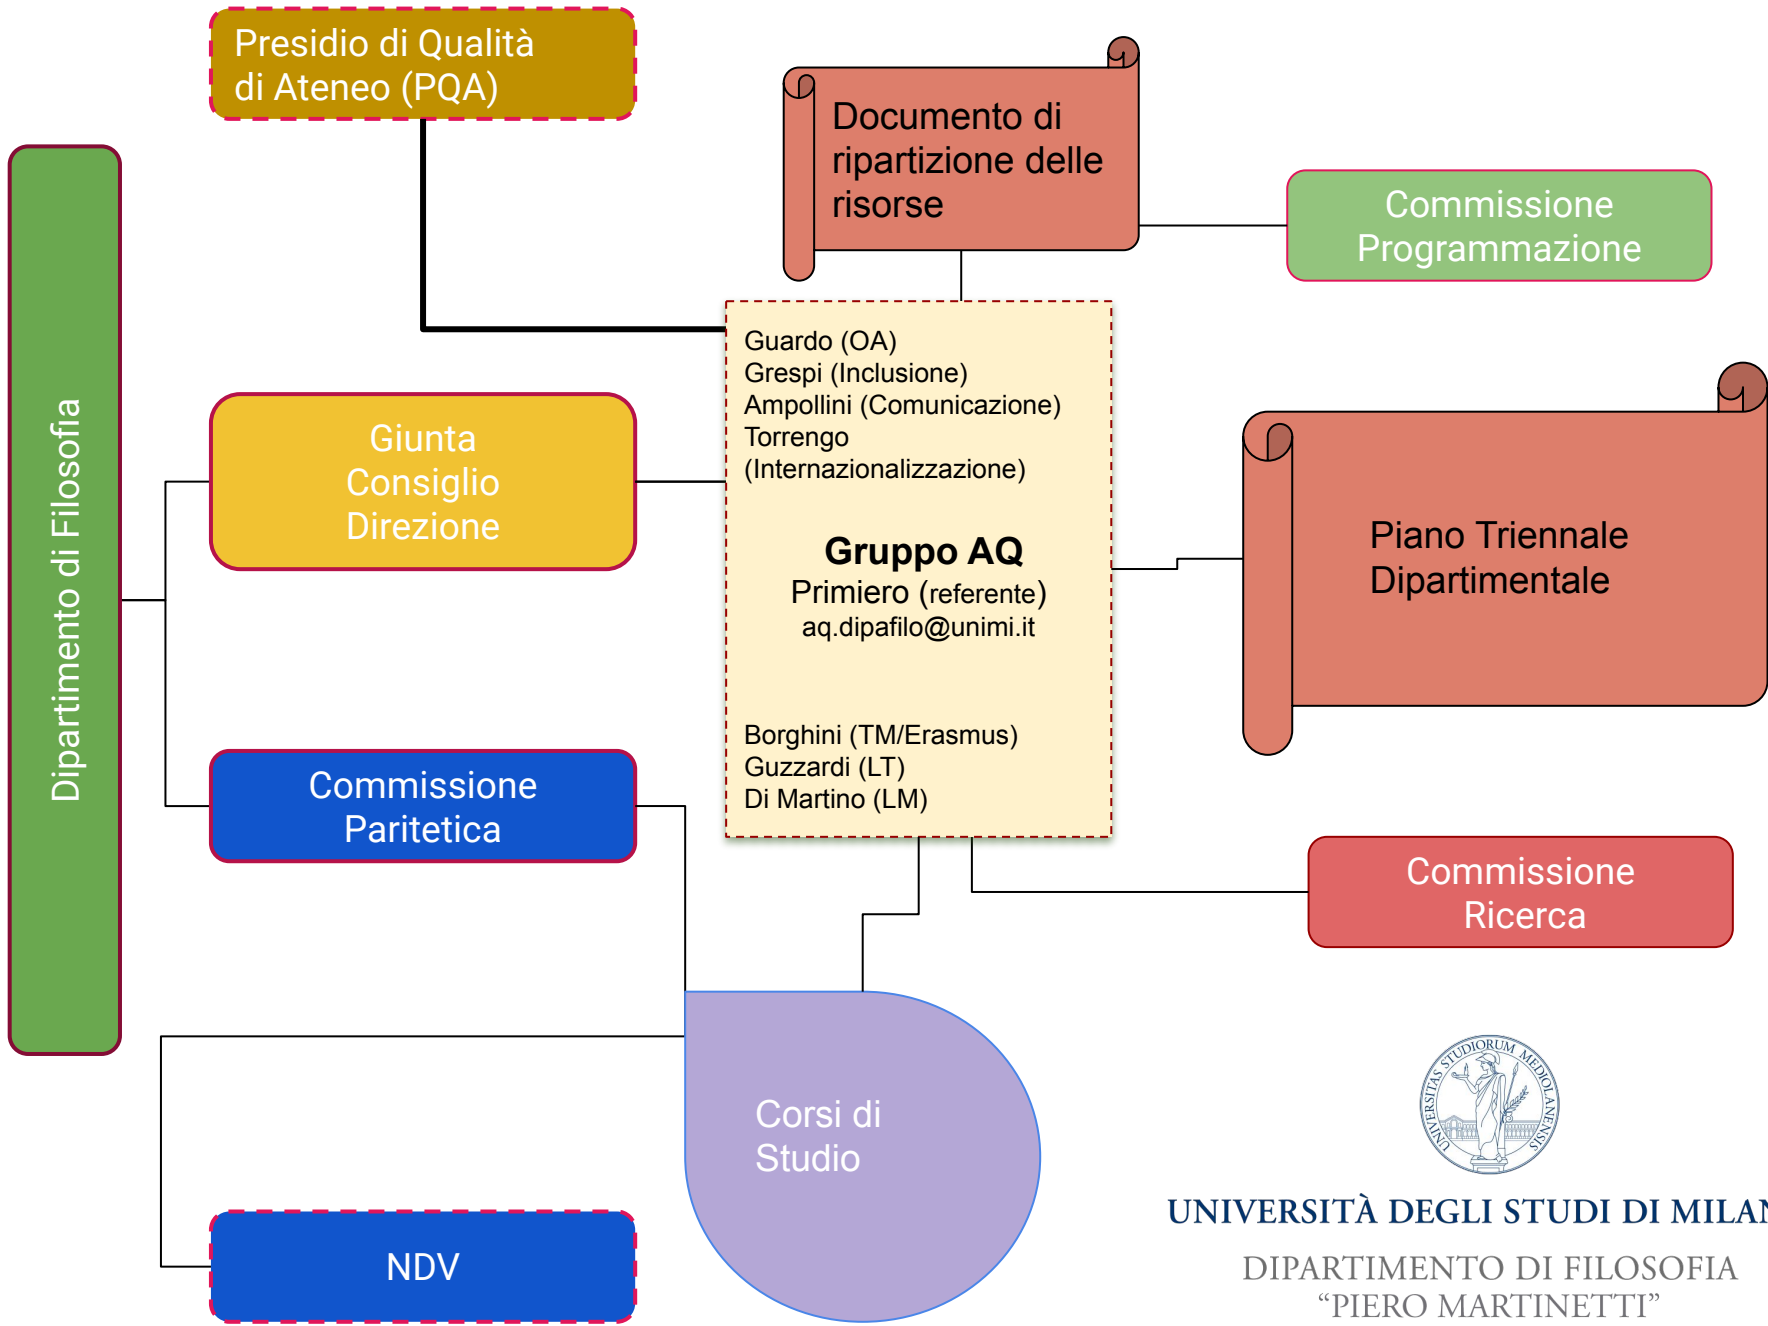 Presidio di Qualità
di Ateneo (PQA)
Documento di
ripartizione delle
risorse
Commissione
Programmazione
Dipartimento di Filosofia
Guardo (OA)
Grespi (Inclusione)
Ampollini (Comunicazione)
Torrengo
(Internazionalizzazione)
Gruppo AQ
Primiero (referente)
aq.dipafilo@unimi.it
Borghini (TM/Erasmus)
Guzzardi (LT)
Di Martino (LM)
Giunta
Consiglio
Direzione
Piano Triennale
Dipartimentale
Commissione
Paritetica
Commissione
Ricerca
Corsi di
Studio
NDV
UNIVERSITAS STUDIORUM MEDIOLANENSIS
UNIVERSITÀ DEGLI STUDI DI MILAN
DIPARTIMENTO DI FILOSOFIA
“PIERO MARTINETTI”